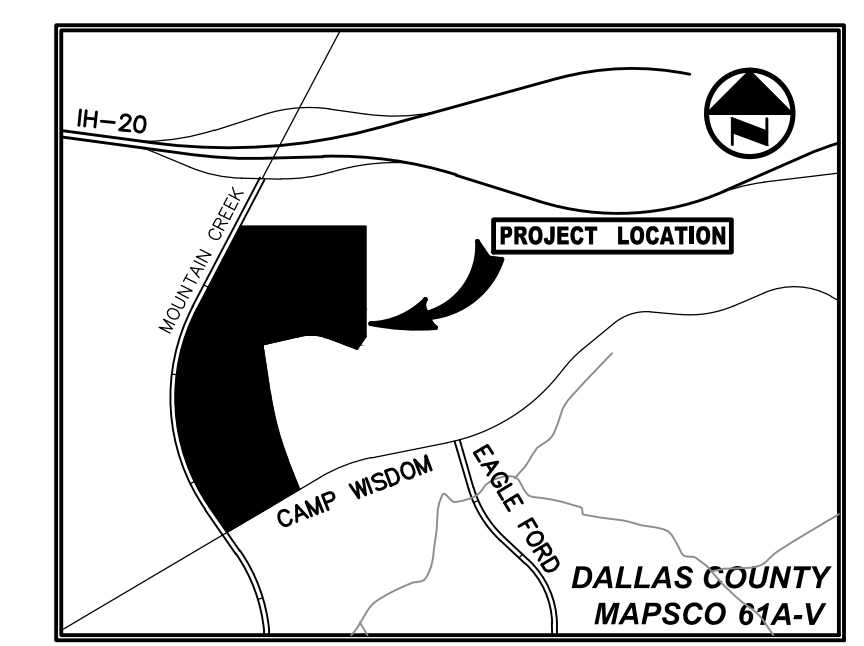 IH-20
N
MOUNTAIN CREEK
PROJECT LOCATION
CAMP WISDOM
EAGLE FORD
DALLAS COUNTY
MAPSCO 61A-V